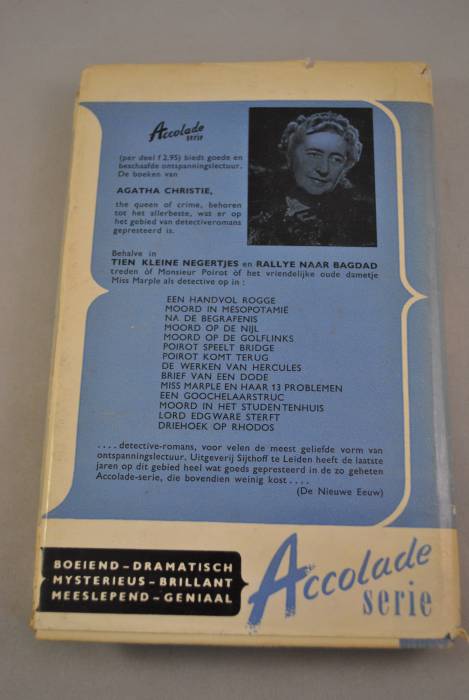 Accolade
serie
(per deel f 2,95) biedt goede en
beschaafde ontspanningslectuur.
De boeken van
AGATHA CHRISTIE,
the queen of crime, behoren
tot het allerbeste, wat er op
het gebied van detectiveromans
gepresteerd is.
Behalve in
TIEN KLEINE NEGERTJES en RALLYE NAAR BAGDAD
treden òf Monsieur Poirot òf het vriendelijke oude dametje
Miss Marple als detective op in :
EEN HANDVOL ROGGE
MOORD IN MESOPOTAMIË
NA DE BEGRAFENIS
MOORD OP DE NIJL
MOORD OP DE GOLFLINKS
POIROT SPEELT BRIDGE
POIROT KOMT TERUG
DE WERKEN VAN HERCULES
BRIEF VAN EEN DODE
MISS MARPLE EN HAAR 13 PROBLEMEN
EEN GOOCHELAARSTRUC
MOORD IN HET STUDENTENHUIS
LORD EDGWARE STERFT
DRIEHOEK OP RHODOS
. . . . detective-romans, voor velen de meest geliefde vorm van
ontspanningslectuur. Uitgeverij Sijthoff te Leiden heeft de laatste
jaren op dit gebied heel wat goeds gepresteerd in de zo geheten
Accolade-serie, die bovendien weinig kost . . . .
(De Nieuwe Eeuw)
BOEIEND – DRAMATISCH
MYSTERIEUS – BRILLANT
MEESLEPEND – GENIAAL
Accolade
serie